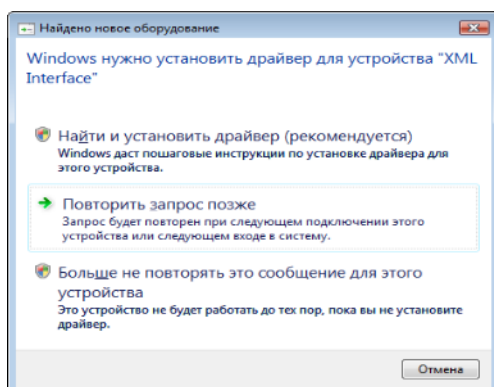 Найдено новое оборудование
Windows нужно установить драйвер для устройства "XML
Interface"
Найти и установить драйвер (рекомендуется)
Windows даст пошаговые инструкции по установке драйвера для
этого устройства.
Повторить запрос позже
Запрос будет повторен при следующем подключении этого
устройства или следующем входе в систему.
Больше не повторять это сообщение для этого
устройства
Это устройство не будет работать до тех пор, пока вы не установите
драйвер.
Отмена